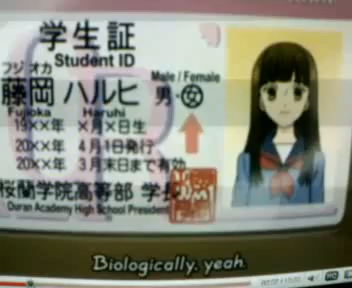 学生証
Student ID
フジ オカ
Male / Female
藤岡 ハルヒ 男・女
Fujioka Haruhi
19××年 ×月×日生
20××年 4月1日発行
20××年 3月末日まで有効
桜蘭学院高等部 学長
Ouran Academy High School President
Biologically, yeah.
HQ